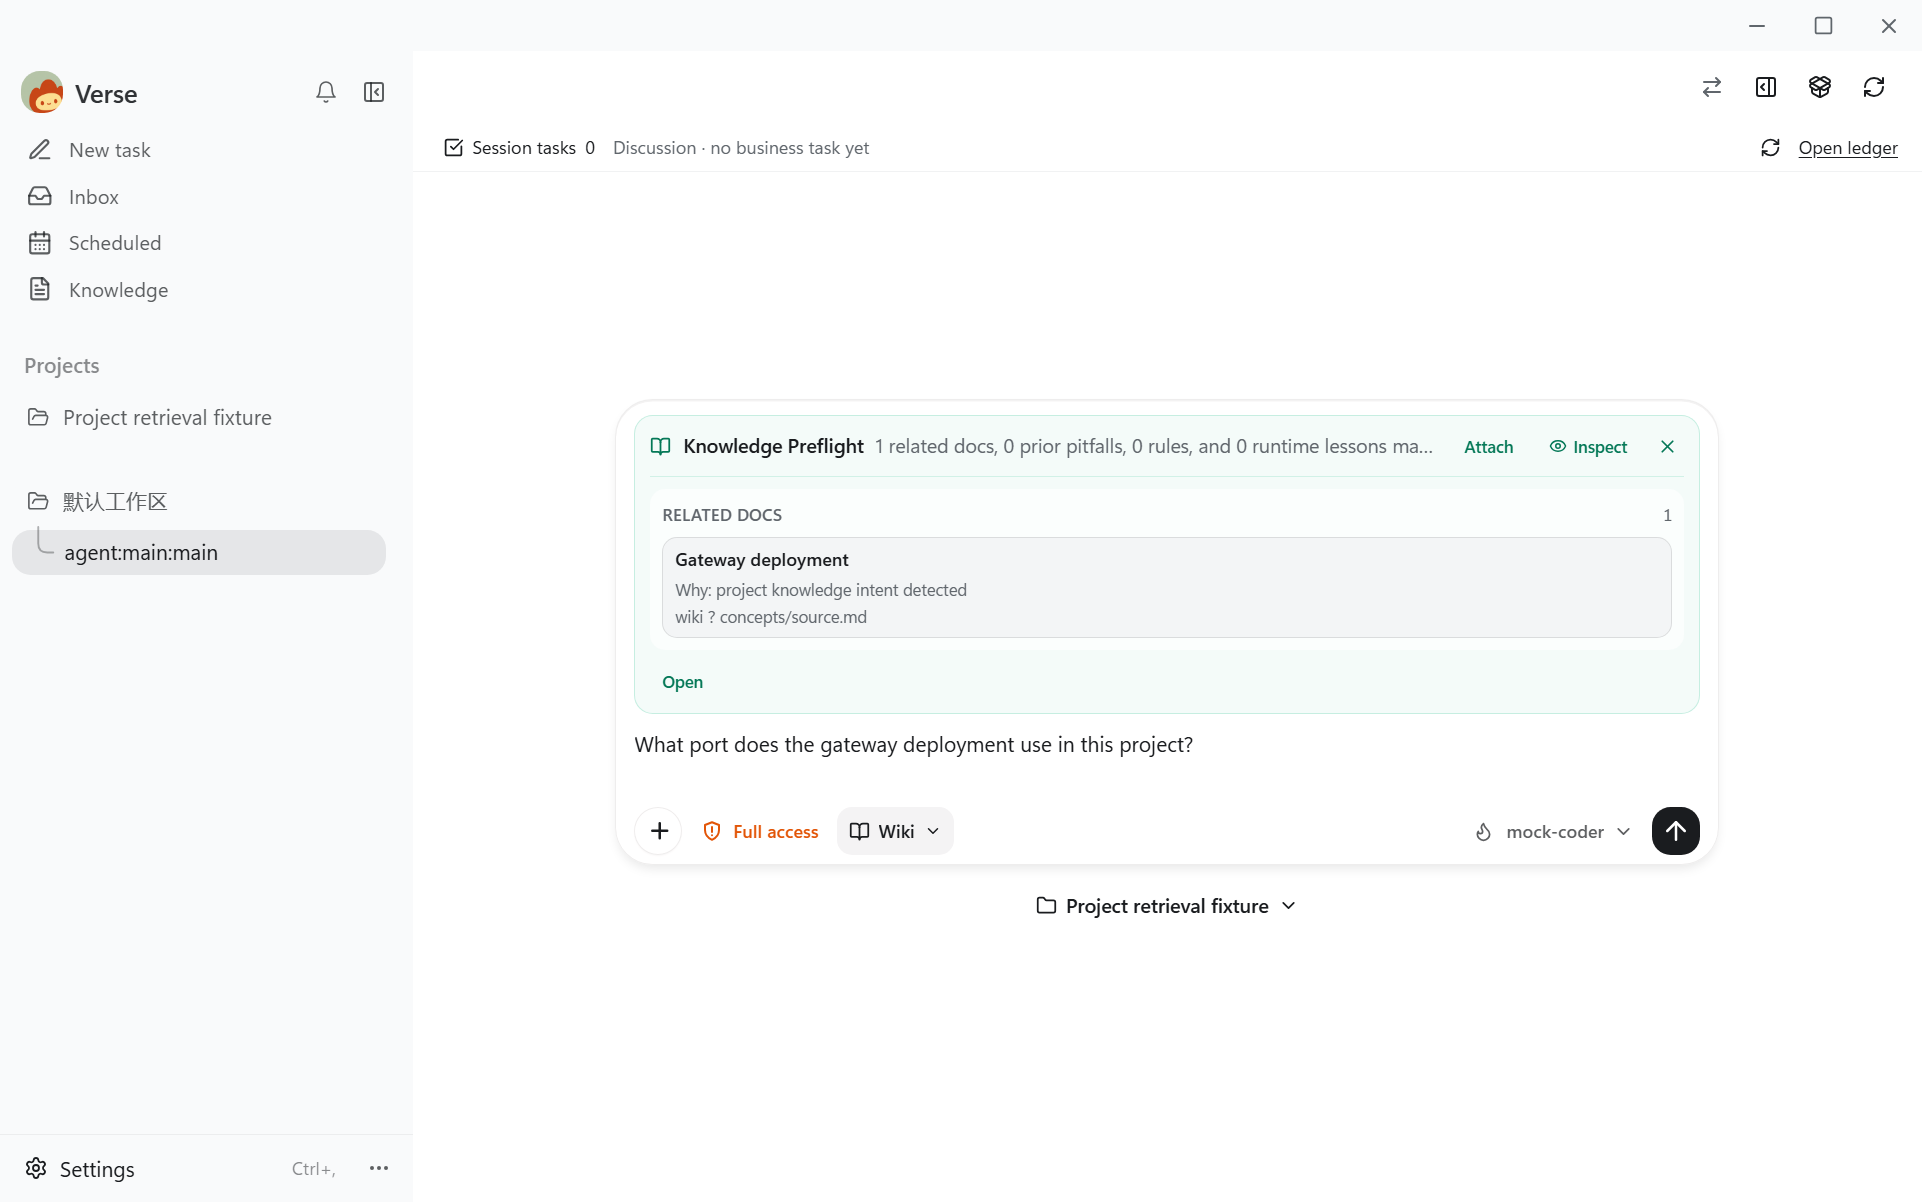 Verse
New task
Inbox
Scheduled
Knowledge
Projects
Project retrieval fixture
默认工作区
agent:main:main
Settings Ctrl+,
Session tasks 0 Discussion · no business task yet
Open ledger
Knowledge Preflight 1 related docs, 0 prior pitfalls, 0 rules, and 0 runtime lessons ma... Attach Inspect
RELATED DOCS 1
Gateway deployment
Why: project knowledge intent detected
wiki ? concepts/source.md
Open
What port does the gateway deployment use in this project?
Full access Wiki mock-coder
Project retrieval fixture